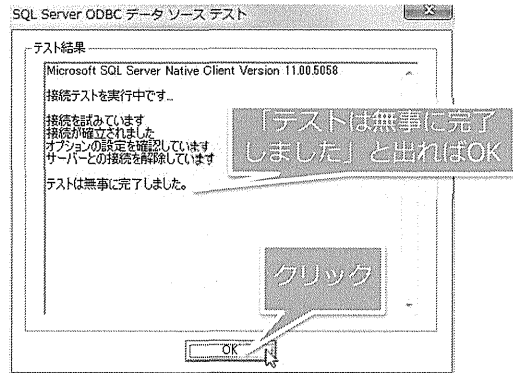 SQL Server ODBC データ ソース テスト
テスト結果
Microsoft SQL Server Native Client Version 11.00.5058
接続テストを実行中です...
接続を試みています
接続が確立されました
オプションの設定を確認しています
サーバーとの接続を解除しています
テストは無事に完了しました。
「テストは無事に完了
しました」と出ればOK
クリック
OK